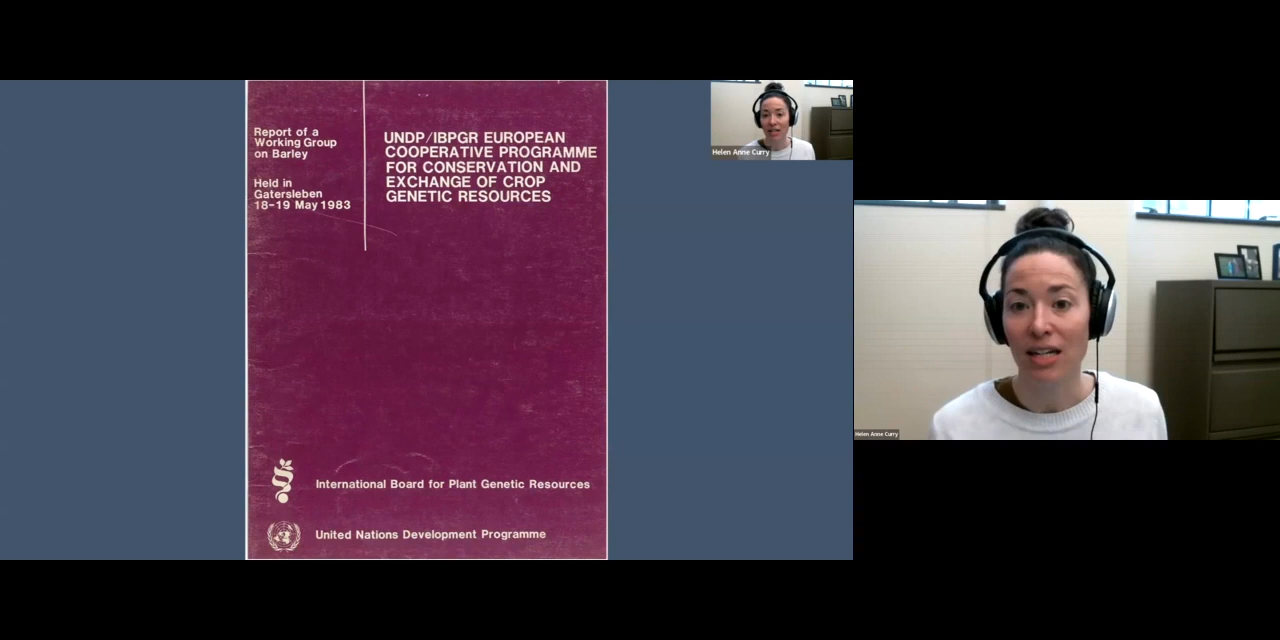 Report of a
Working Group
on Barley
Held in
Gatersleben
18-19 May 1983
UNDP/IBPGR EUROPEAN
COOPERATIVE PROGRAMME
FOR CONSERVATION AND
EXCHANGE OF CROP
GENETIC RESOURCES
International Board for Plant Genetic Resources
United Nations Development Programme
Helen Anne Curry
Helen Anne Curry